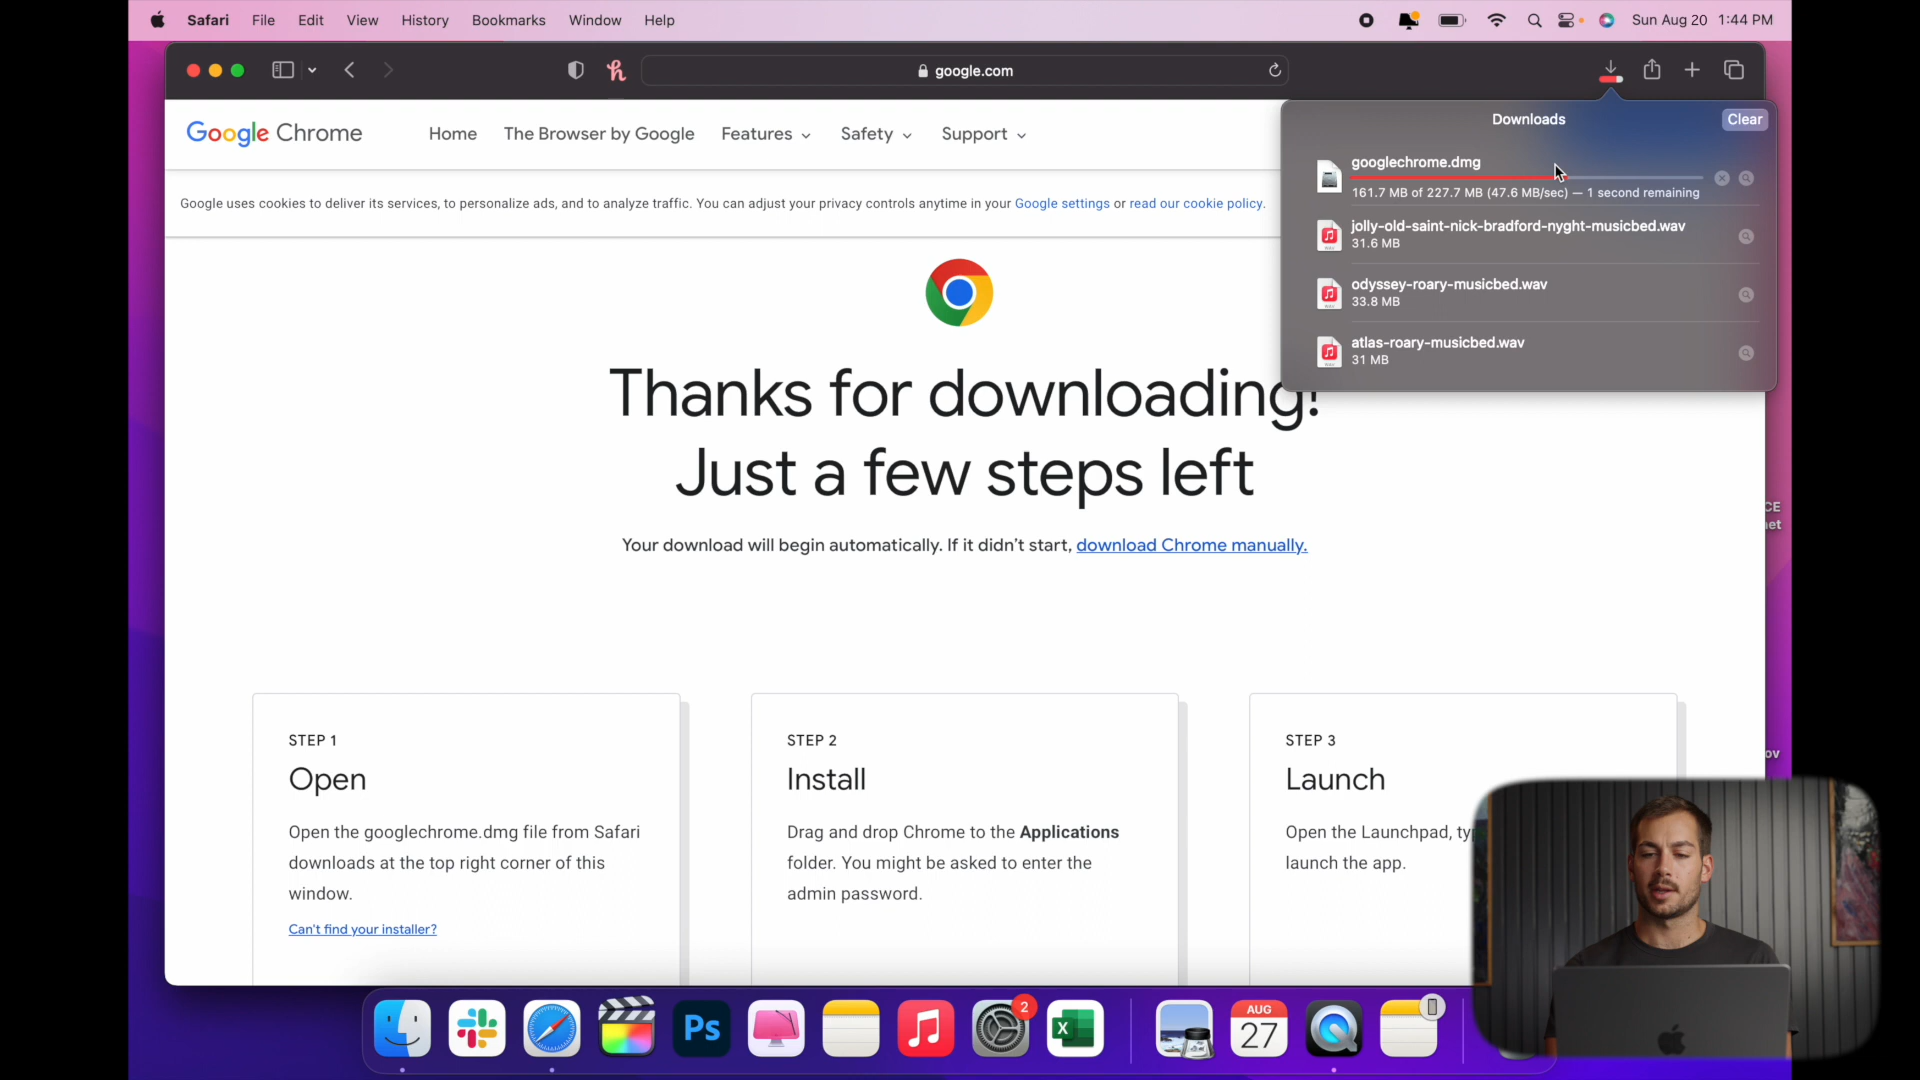 Safari File Edit View History Bookmarks Window Help Sun Aug 20 1:44 PM
google.com
Google Chrome Home The Browser by Google Features Safety Support
Google uses cookies to deliver its services, to personalize ads, and to analyze traffic. You can adjust your privacy controls anytime in your Google settings or read our cookie policy.
Downloads Clear
googlechrome.dmg
161.7 MB of 227.7 MB (47.6 MB/sec) — 1 second remaining
jolly-old-saint-nick-bradford-nyght-musicbed.wav
31.6 MB
odyssey-roary-musicbed.wav
33.8 MB
atlas-roary-musicbed.wav
31 MB
Thanks for downloading!
Just a few steps left
Your download will begin automatically. If it didn't start, download Chrome manually.
CE
net
ov
STEP 1
Open
Open the googlechrome.dmg file from Safari
downloads at the top right corner of this
window.
Can't find your installer?
STEP 2
Install
Drag and drop Chrome to the Applications
folder. You might be asked to enter the
admin password.
STEP 3
Launch
Open the Launchpad,
launch the app.
Ps
2
X
AUG
27